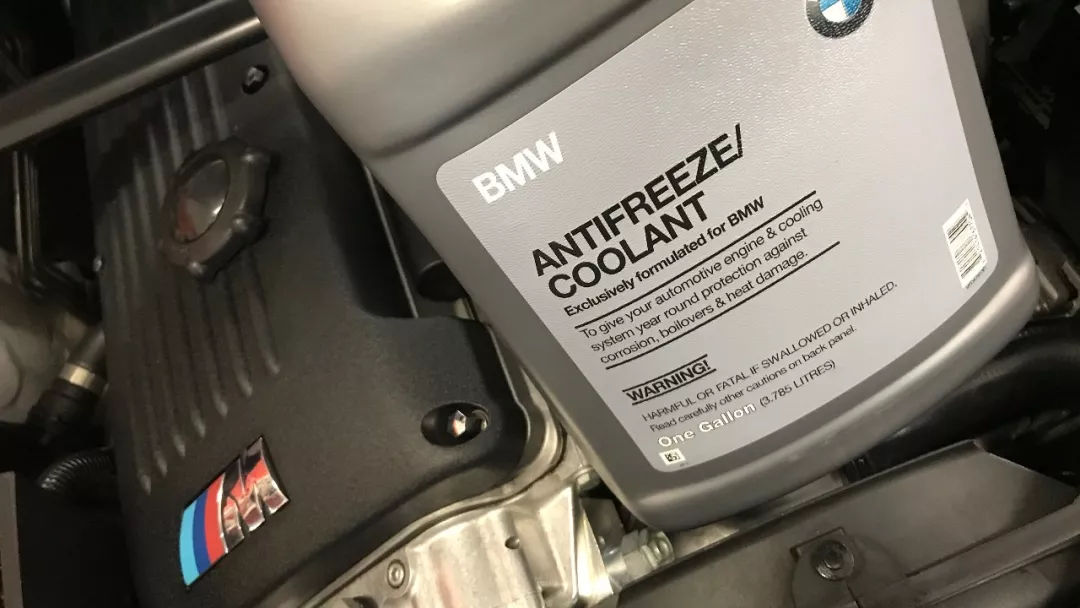 BMW
ANTIFREEZE/
COOLANT
Exclusively formulated for BMW
To give your automotive engine & cooling
system year round protection against
corrosion, boilovers & heat damage.
WARNING!
HARMFUL OR FATAL IF SWALLOWED OR INHALED.
Read carefully other cautions on back panel.
One Gallon (3.785 LITRES)
M